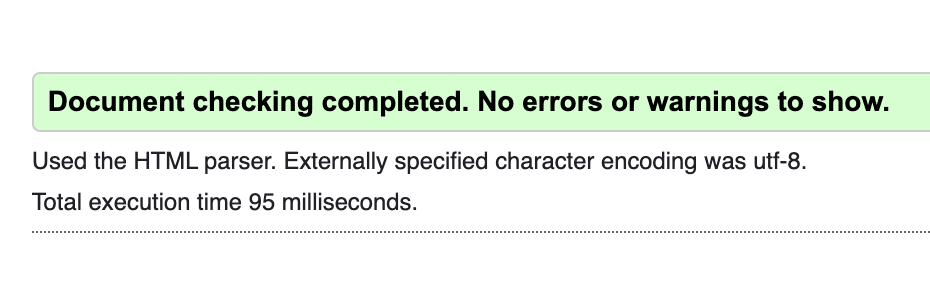 Document checking completed. No errors or warnings to show.
Used the HTML parser. Externally specified character encoding was utf-8.
Total execution time 95 milliseconds.